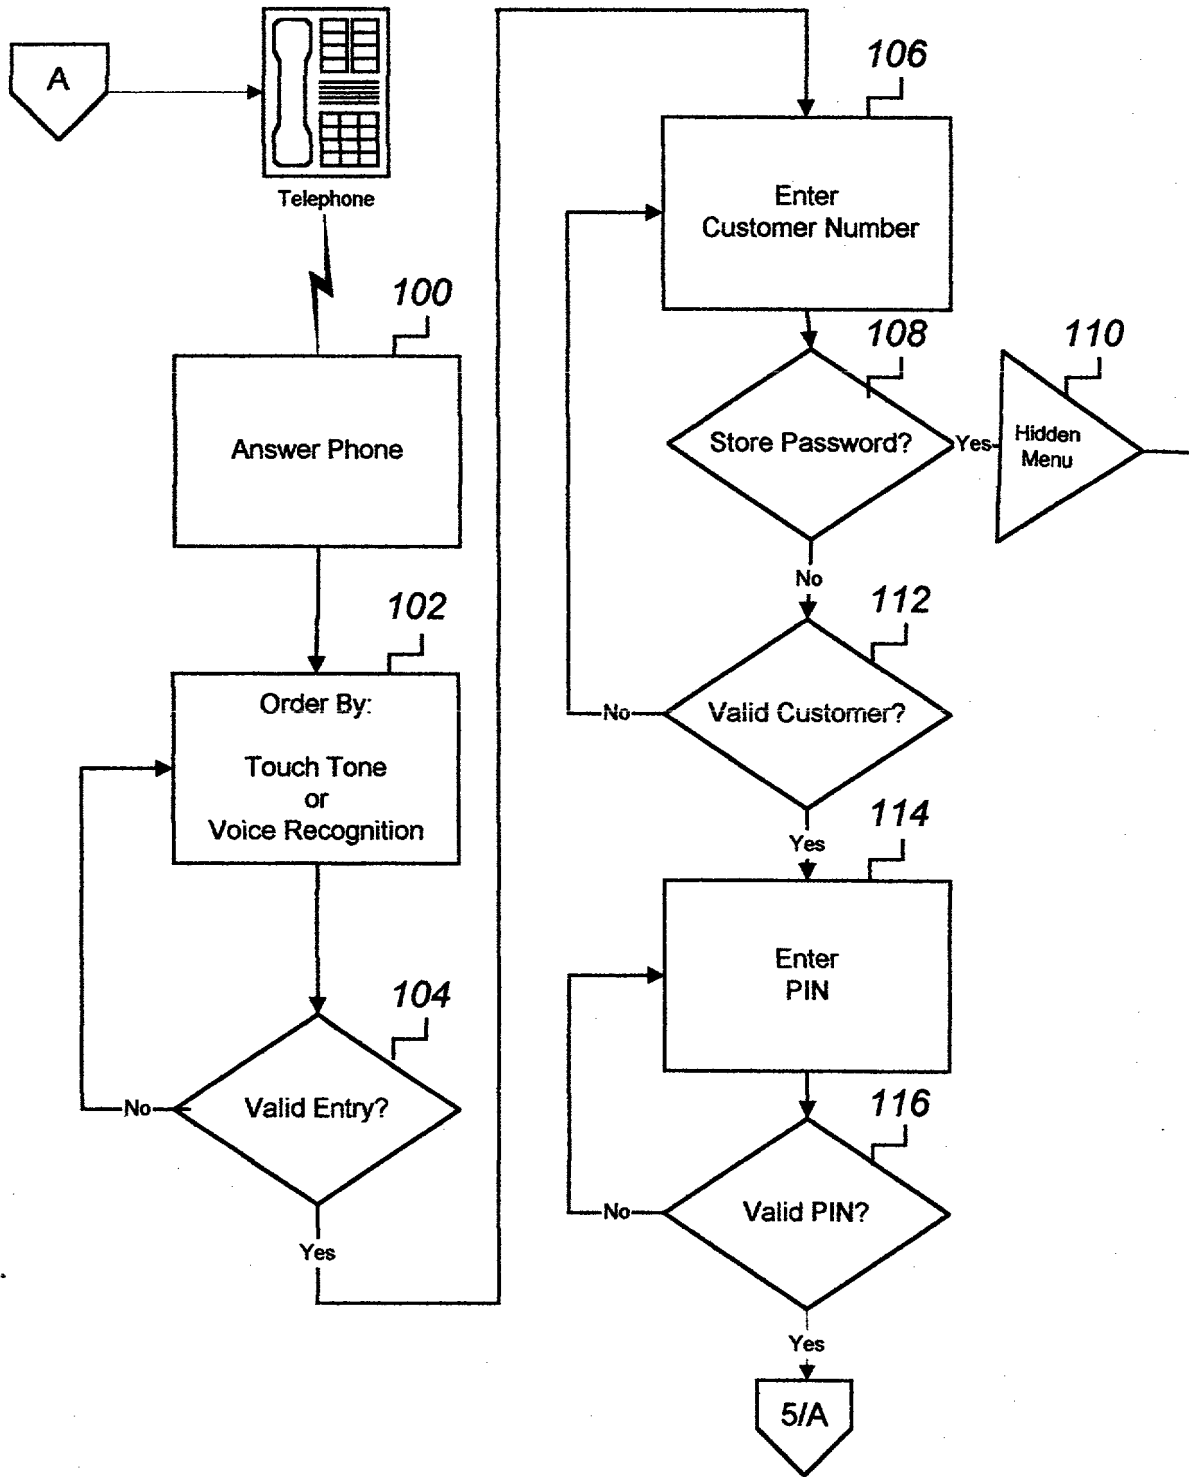 A
Telephone
100
Answer Phone
102
Order By:
Touch Tone
or
Voice Recognition
104
Valid Entry?
No
Yes
106
Enter
Customer Number
108
Store Password?
Yes
110
Hidden
Menu
No
112
Valid Customer?
No
Yes
114
Enter
PIN
116
Valid PIN?
No
Yes
5/A